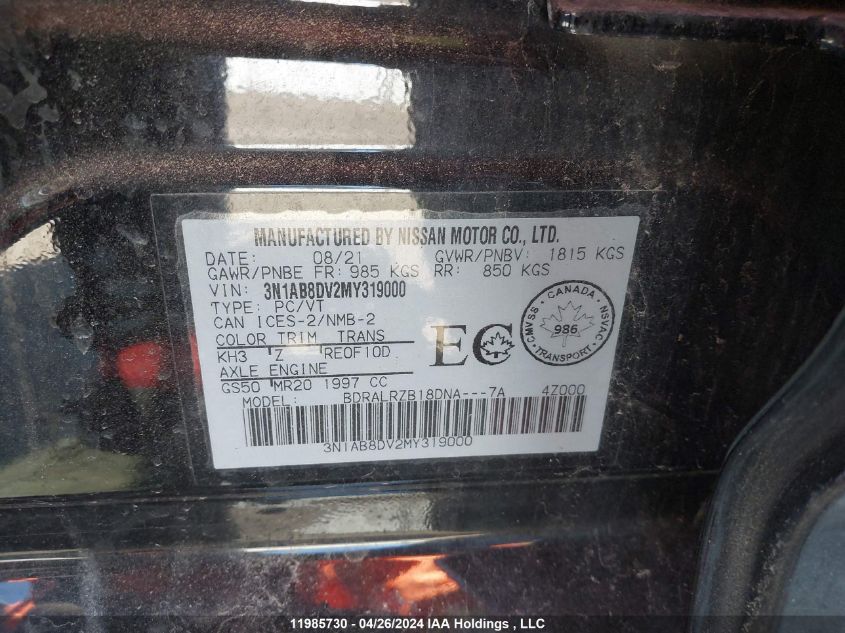 MANUFACTURED BY NISSAN MOTOR CO., LTD.
DATE: 08/21 GVWR/PNBV: 1815 KGS
GAWR/PNBE FR: 985 KGS RR: 850 KGS
VIN: 3N1AB8DV2MY319000
TYPE: PC/VT
CAN ICES-2/NMB-2
COLOR TRIM TRANS
KH3 Z RE0F10D
AXLE ENGINE
GS50 MR20 1997 CC
MODEL: BDRALRZB18DNA---7A 4Z000
3N1AB8DV2MY319000
EC
CANADA
CMVSS
986
NSVAC
TRANSPORT
11985730 - 04/26/2024 IAA Holdings , LLC